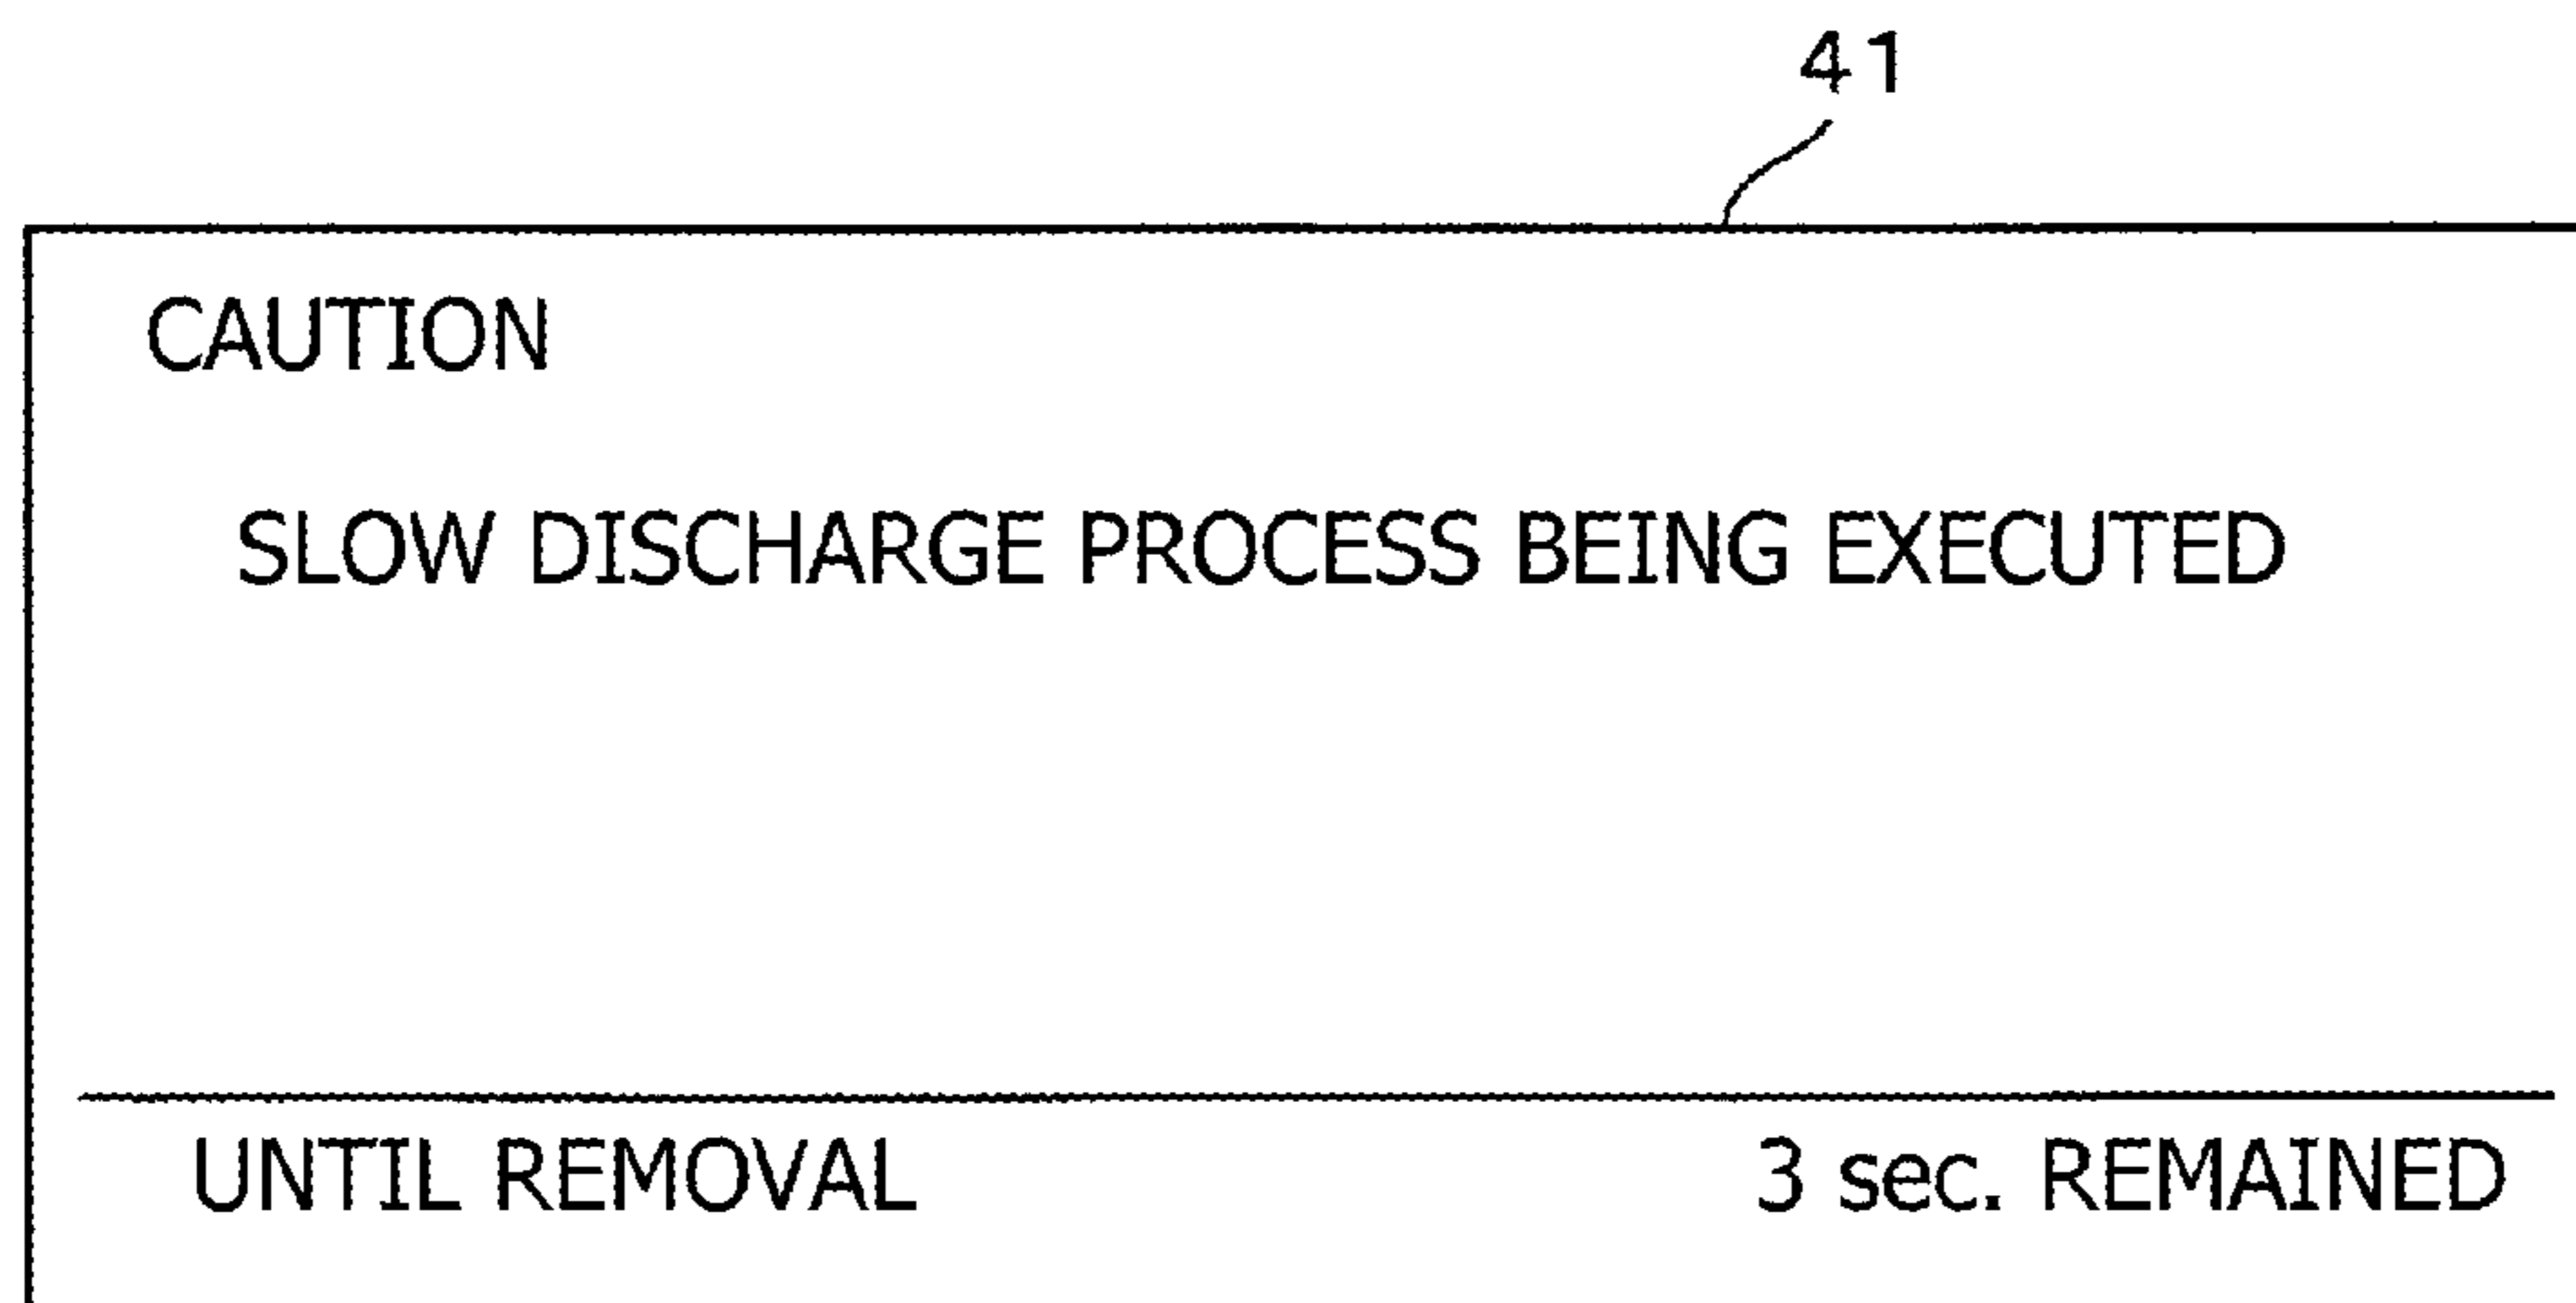 41
CAUTION
SLOW DISCHARGE PROCESS BEING EXECUTED
UNTIL REMOVAL 3 sec. REMAINED